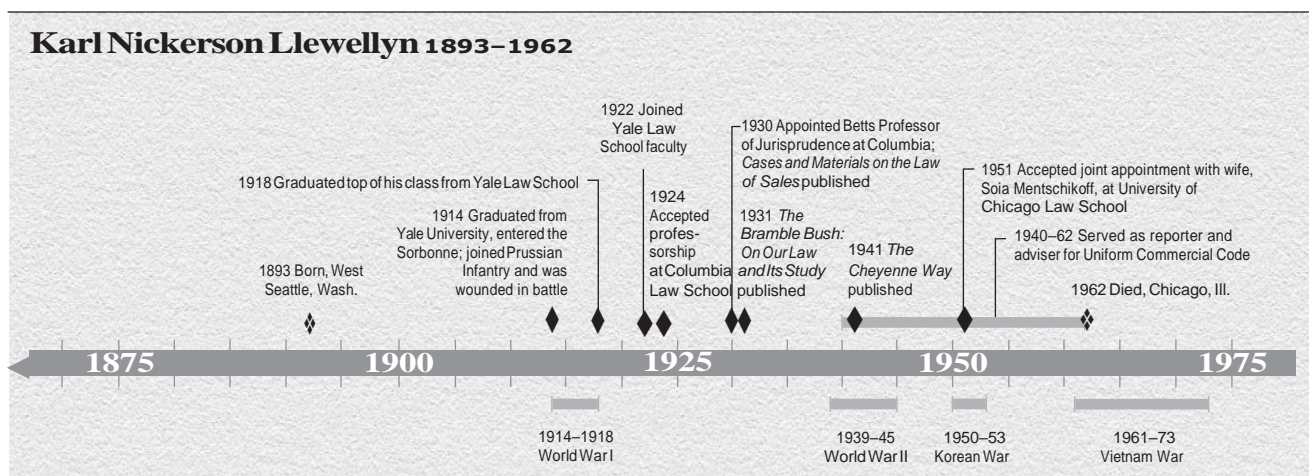 Karl Nickerson Llewellyn 1893–1962
1893 Born, West
Seattle, Wash.
1914 Graduated from
Yale University, entered the
Sorbonne; joined Prussian
Infantry and was
wounded in battle
1918 Graduated top of his class from Yale Law School
1922 Joined
Yale Law
School faculty
1924
Accepted
profes-
sorship
at Columbia
Law School
1930 Appointed Betts Professor
of Jurisprudence at Columbia;
Cases and Materials on the Law
of Sales published
1931 The
Bramble Bush:
On Our Law
and Its Study
published
1941 The
Cheyenne Way
published
1951 Accepted joint appointment with wife,
Soia Mentschikoff, at University of
Chicago Law School
1940–62 Served as reporter and
adviser for Uniform Commercial Code
1962 Died, Chicago, Ill.
1875 1900 1925 1950 1975
1914–1918
World War I
1939–45
World War II
1950–53
Korean War
1961–73
Vietnam War